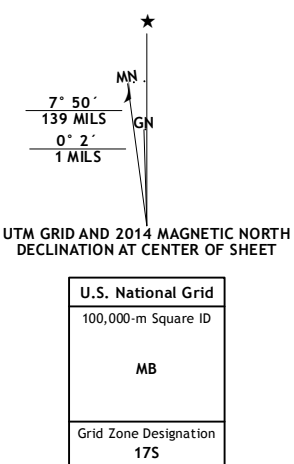 MN
GN
7° 50´
139 MILS
0° 2´
1 MILS
UTM GRID AND 2014 MAGNETIC NORTH
DECLINATION AT CENTER OF SHEET
U.S. National Grid
100,000-m Square ID
MB
Grid Zone Designation
17S